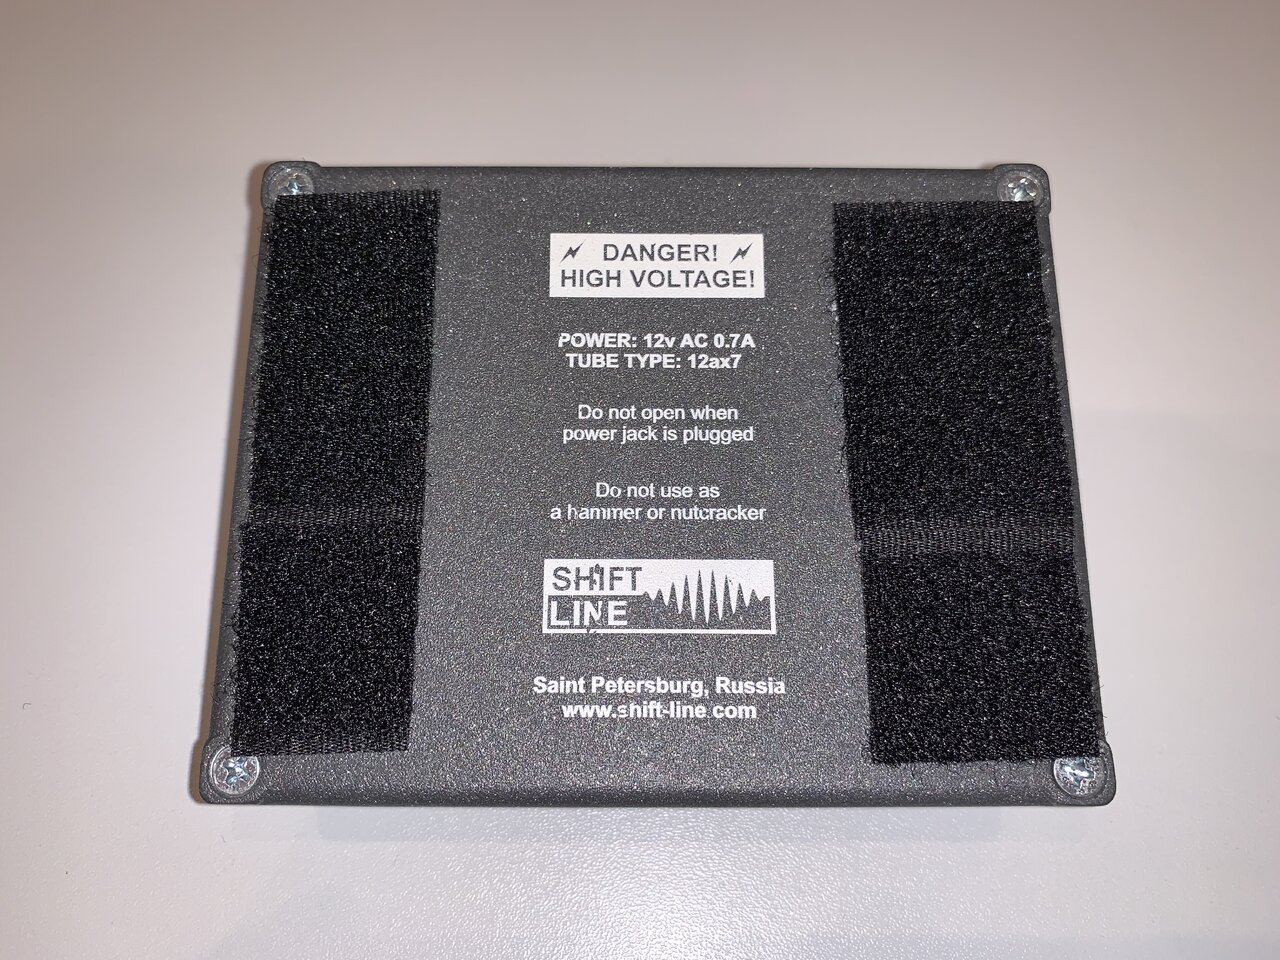 DANGER!
HIGH VOLTAGE!
POWER: 12v AC 0.7A
TUBE TYPE: 12ax7
Do not open when
power jack is plugged
Do not use as
a hammer or nutcracker
SHIFT
LINE
Saint Petersburg, Russia
www.shift-line.com